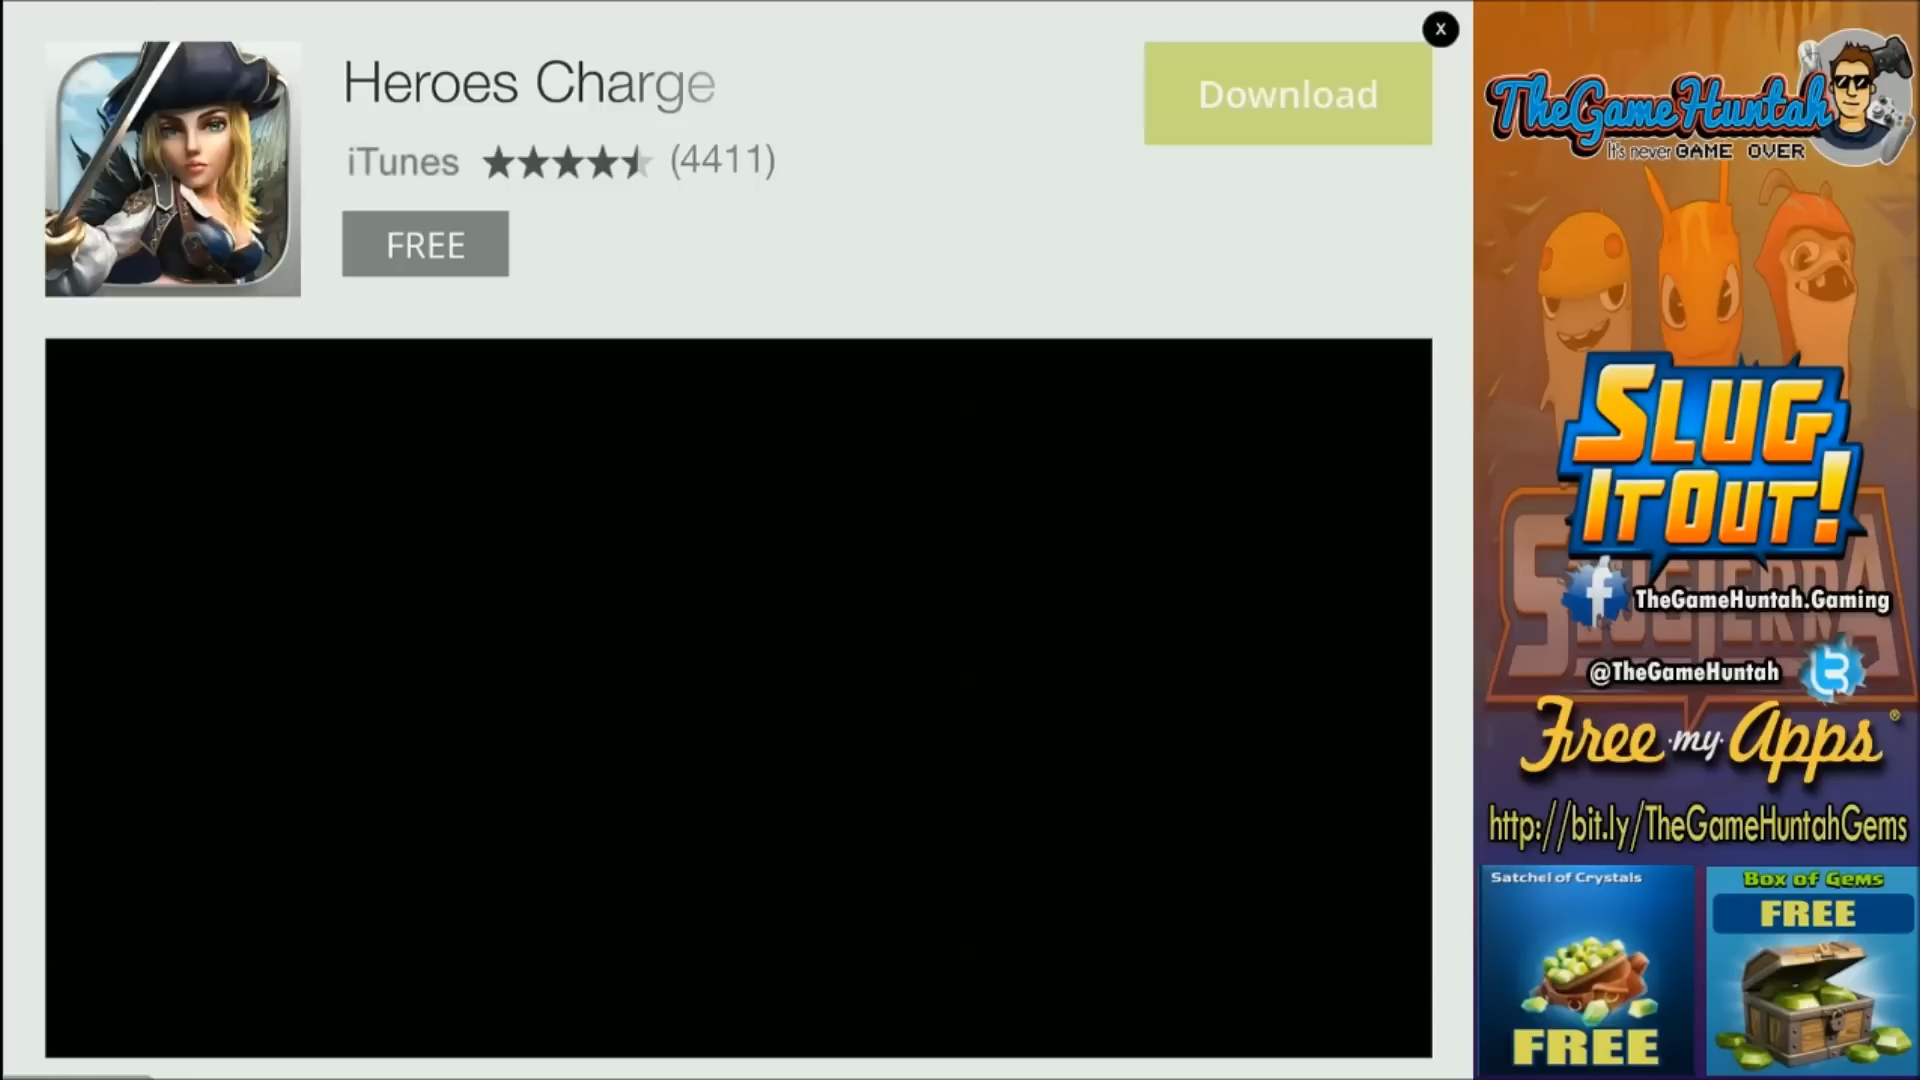 Heroes Charge
Download
x
iTunes (4411)
FREE
TheGameHuntah
It's never GAME OVER
SLUG
IT OUT!
SLUGTERRA
TheGameHuntah.Gaming
@TheGameHuntah
Free my Apps®
http://bit.ly/TheGameHuntahGems
Satchel of Crystals
FREE
Box of Gems
FREE